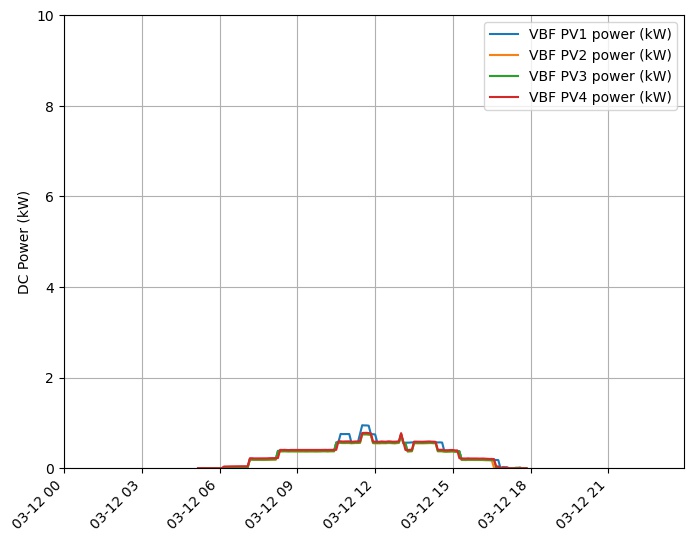 10
8
6
4
2
0
DC Power (kW)
VBF PV1 power (kW)
VBF PV2 power (kW)
VBF PV3 power (kW)
VBF PV4 power (kW)
03-12 00
03-12 03
03-12 06
03-12 09
03-12 12
03-12 15
03-12 18
03-12 21